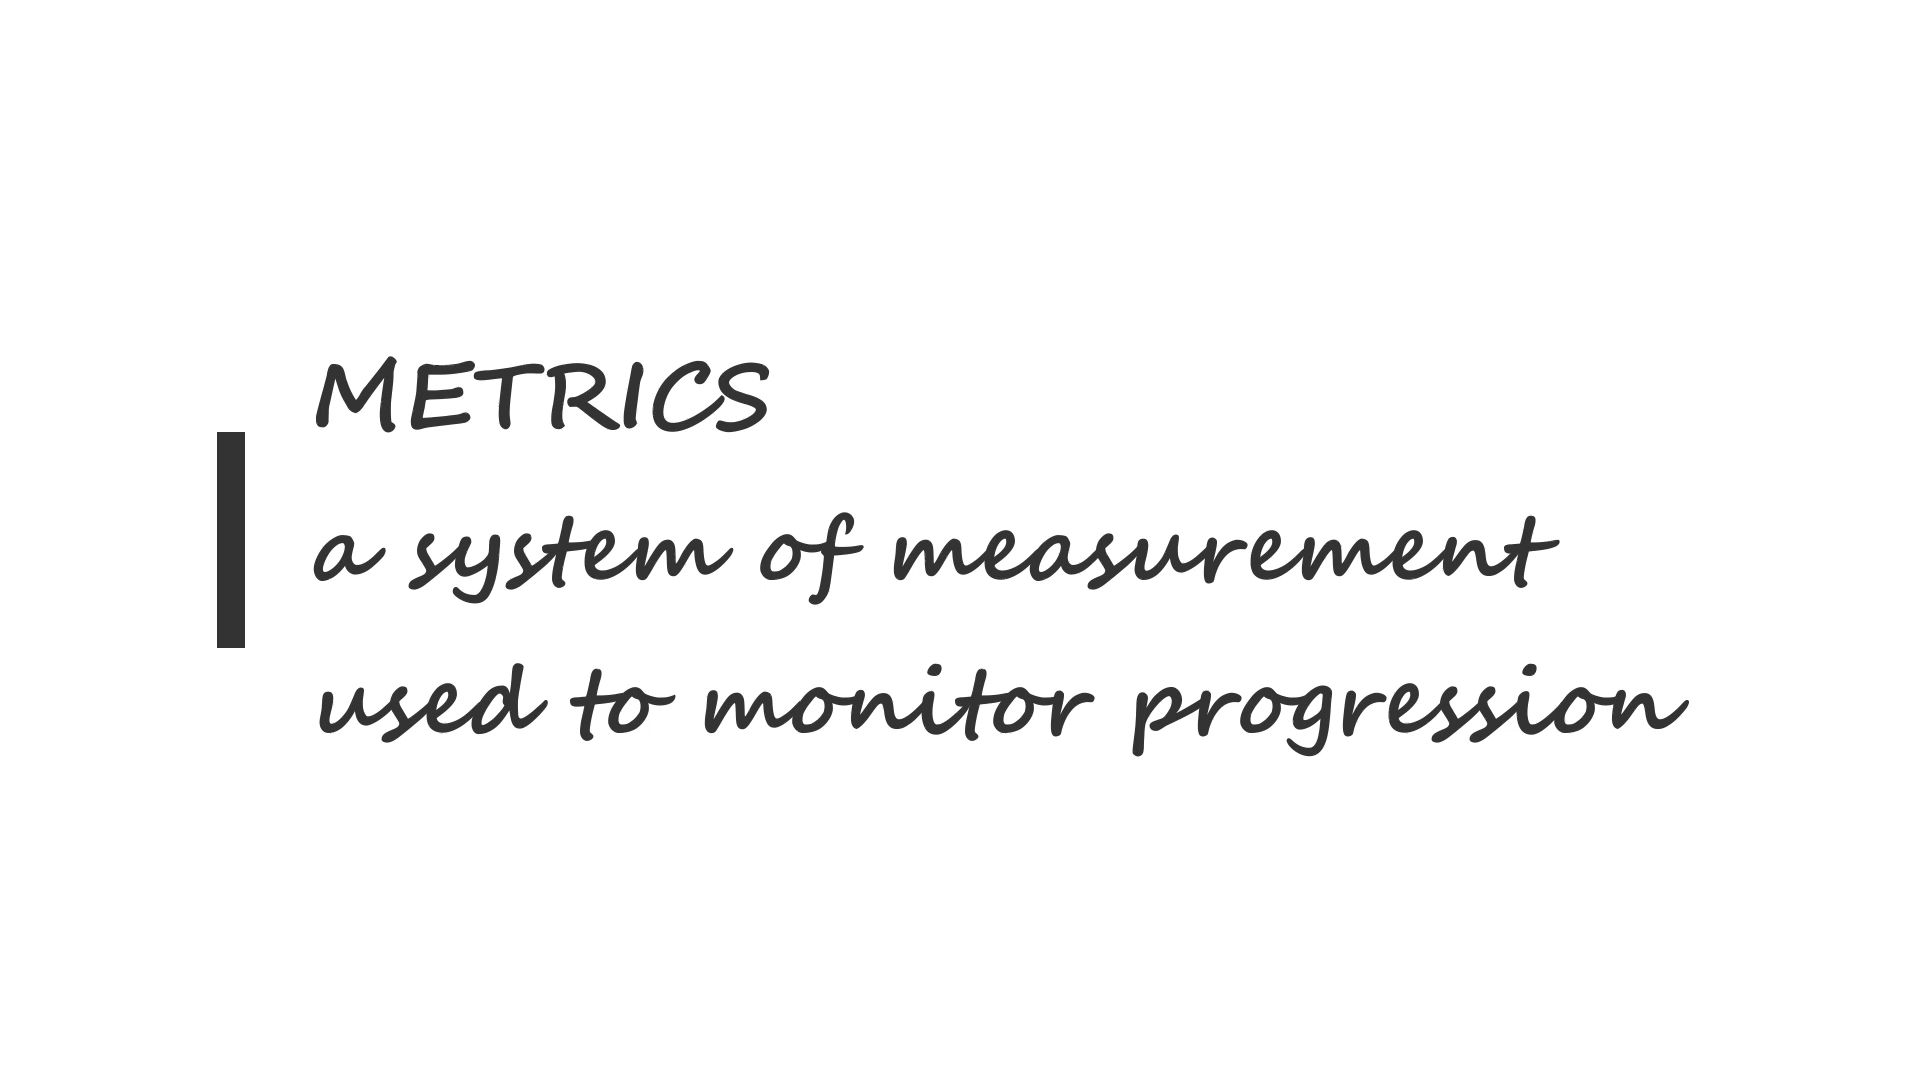 METRICS
a system of measurement
used to monitor progression